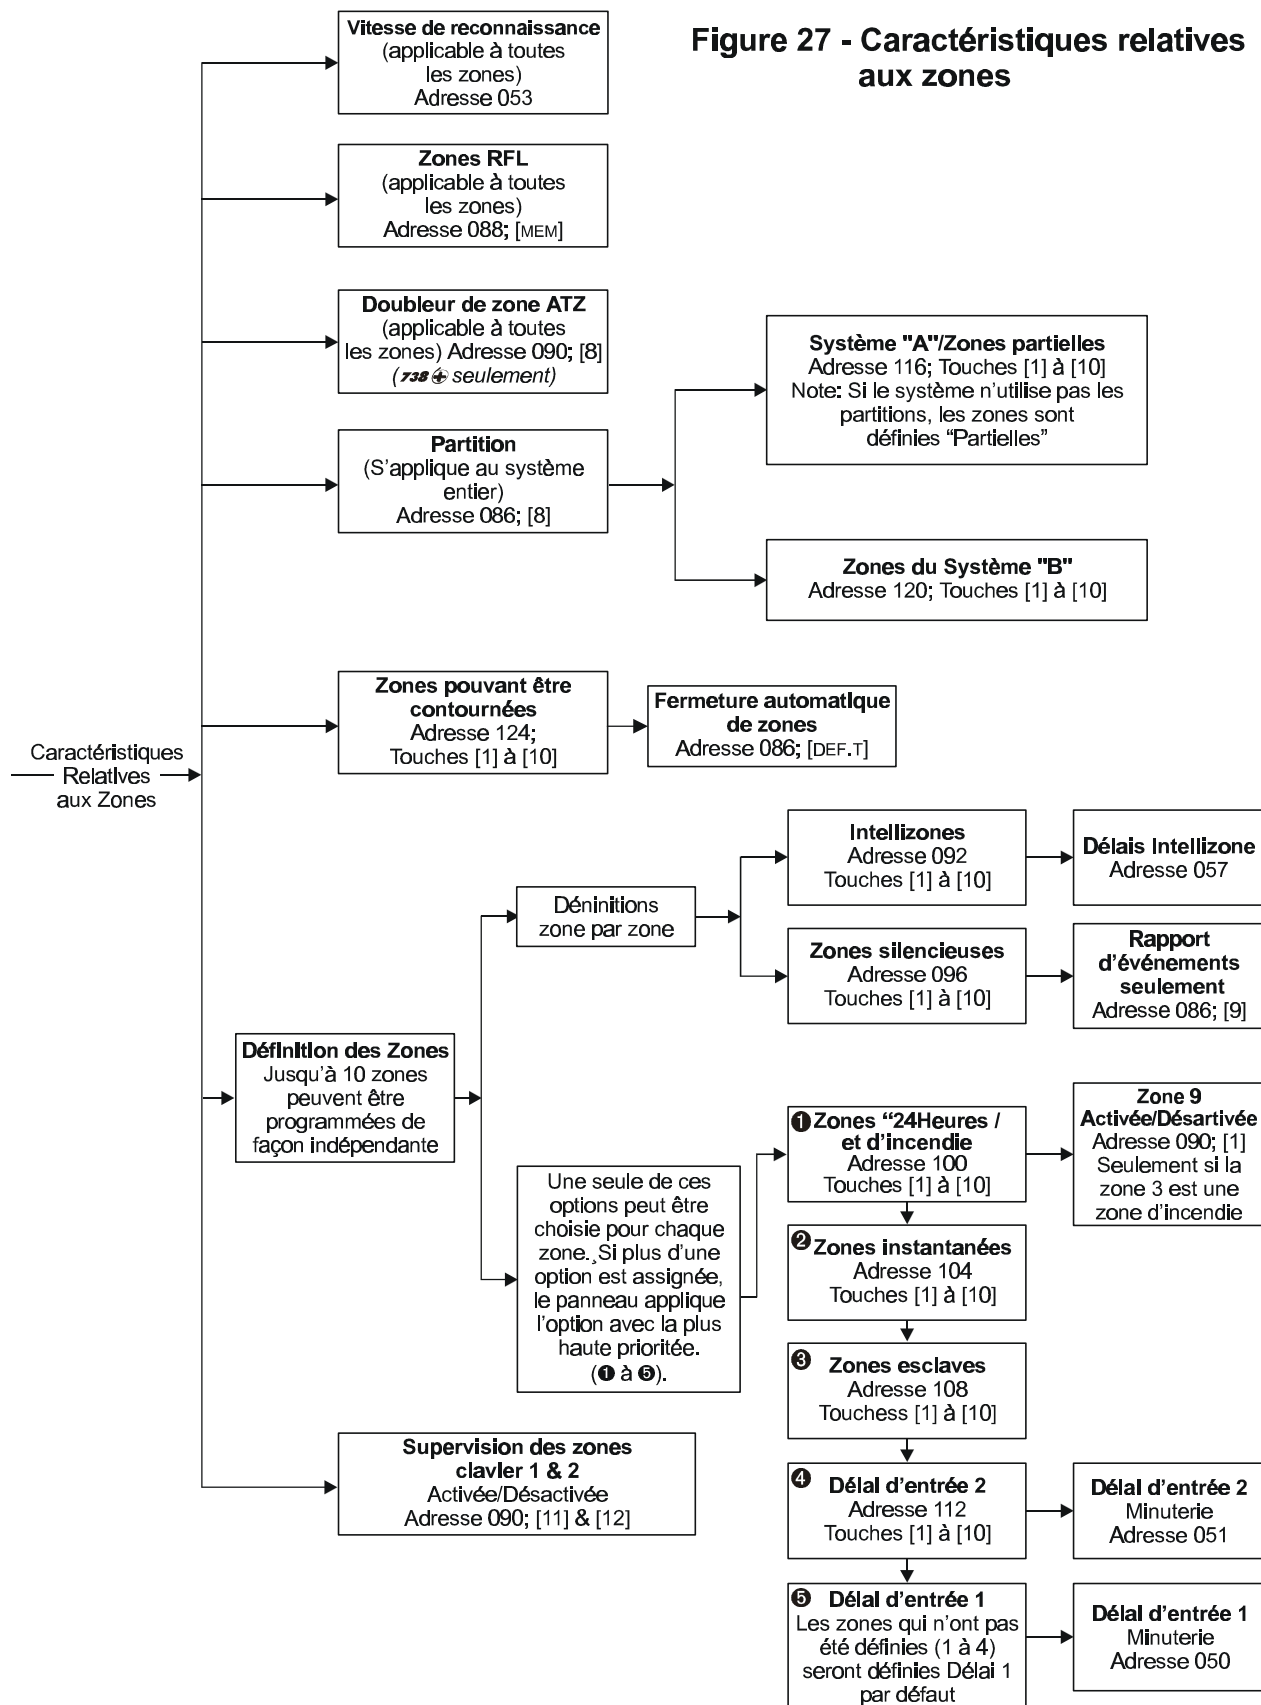 Figure 27 - Caractéristiques relatives
aux zones
Vitesse de reconnaissance
(applicable à toutes
les zones)
Adresse 053
Zones RFL
(applicable à toutes
les zones)
Adresse 088; [MEM]
Doubleur de zone ATZ
(applicable à toutes
les zones) Adresse 090; [8]
(738 seulement)
Partition
(S'applique au système
entier)
Adresse 086; [8]
Système "A"/Zones partielles
Adresse 116; Touches [1] à [10]
Note: Si le système n'utilise pas les
partitions, les zones sont
définies “Partielles”
Zones du Système "B"
Adresse 120; Touches [1] à [10]
Zones pouvant être
contournées
Adresse 124;
Touches [1] à [10]
Fermeture automatique
de zones
Adresse 086; [DEF.T]
Caractéristiques
Relatives
aux Zones
Définition des Zones
Jusqu'à 10 zones
peuvent être
programmées de
façon indépendante
Déninitions
zone par zone
Intellizones
Adresse 092
Touches [1] à [10]
Délais Intellizone
Adresse 057
Zones silencieuses
Adresse 096
Touches [1] à [10]
Rapport
d'événements
seulement
Adresse 086; [9]
Une seule de ces
options peut être
choisie pour chaque
zone.¸Si plus d'une
option est assignée,
le panneau applique
l'option avec la plus
haute prioritée.
(❶ à ❺).
❶ Zones “24Heures /
et d'incendie
Adresse 100
Touches [1] à [10]
Zone 9
Activée/Désartivée
Adresse 090; [1]
Seulement si la
zone 3 est une
zone d'incendie
❷ Zones instantanées
Adresse 104
Touches [1] à [10]
❸ Zones esclaves
Adresse 108
Touchess [1] à [10]
❹ Délal d'entrée 2
Adresse 112
Touches [1] à [10]
Délal d'entrée 2
Minuterie
Adresse 051
❺ Délal d'entrée 1
Les zones qui n'ont pas
été définies (1 à 4)
seront définies Délai 1
par défaut
Délal d'entrée 1
Minuterie
Adresse 050
Supervision des zones
clavler 1 & 2
Activée/Désactivée
Adresse 090; [11] & [12]